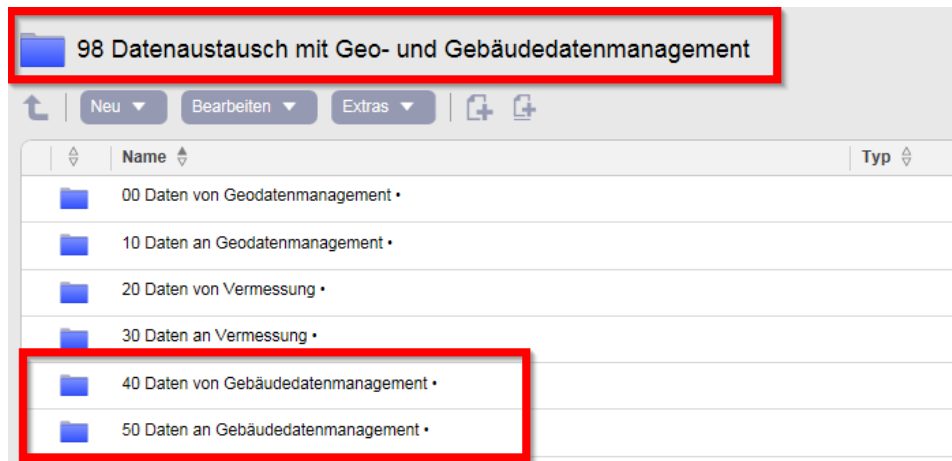 98 Datenaustausch mit Geo- und Gebäudedatenmanagement
Neu Bearbeiten Extras
Name Typ
00 Daten von Geodatenmanagement •
10 Daten an Geodatenmanagement •
20 Daten von Vermessung •
30 Daten an Vermessung •
40 Daten von Gebäudedatenmanagement •
50 Daten an Gebäudedatenmanagement •